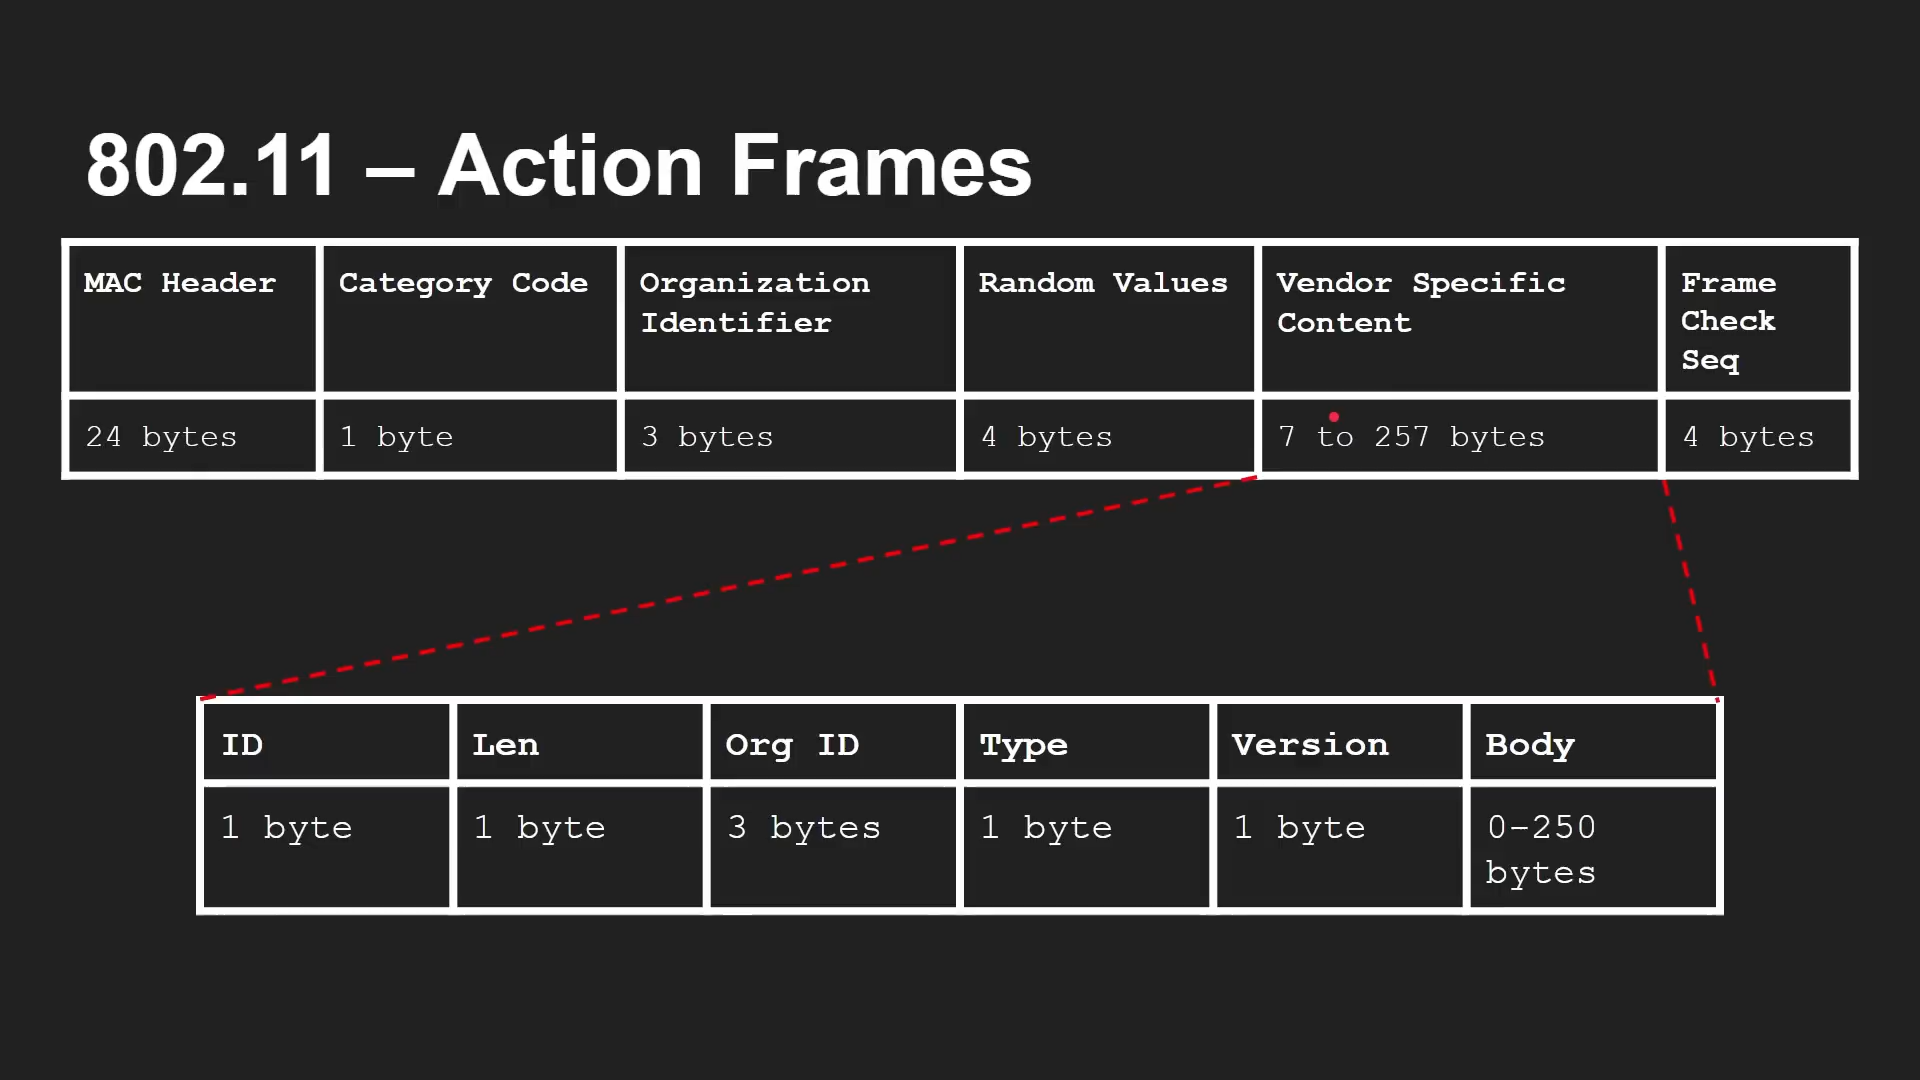 802.11 – Action Frames
MAC Header
Category Code
Organization
Identifier
Random Values
Vendor Specific
Content
Frame
Check
Seq
24 bytes
1 byte
3 bytes
4 bytes
7 to 257 bytes
4 bytes
ID
Len
Org ID
Type
Version
Body
1 byte
1 byte
3 bytes
1 byte
1 byte
0-250
bytes